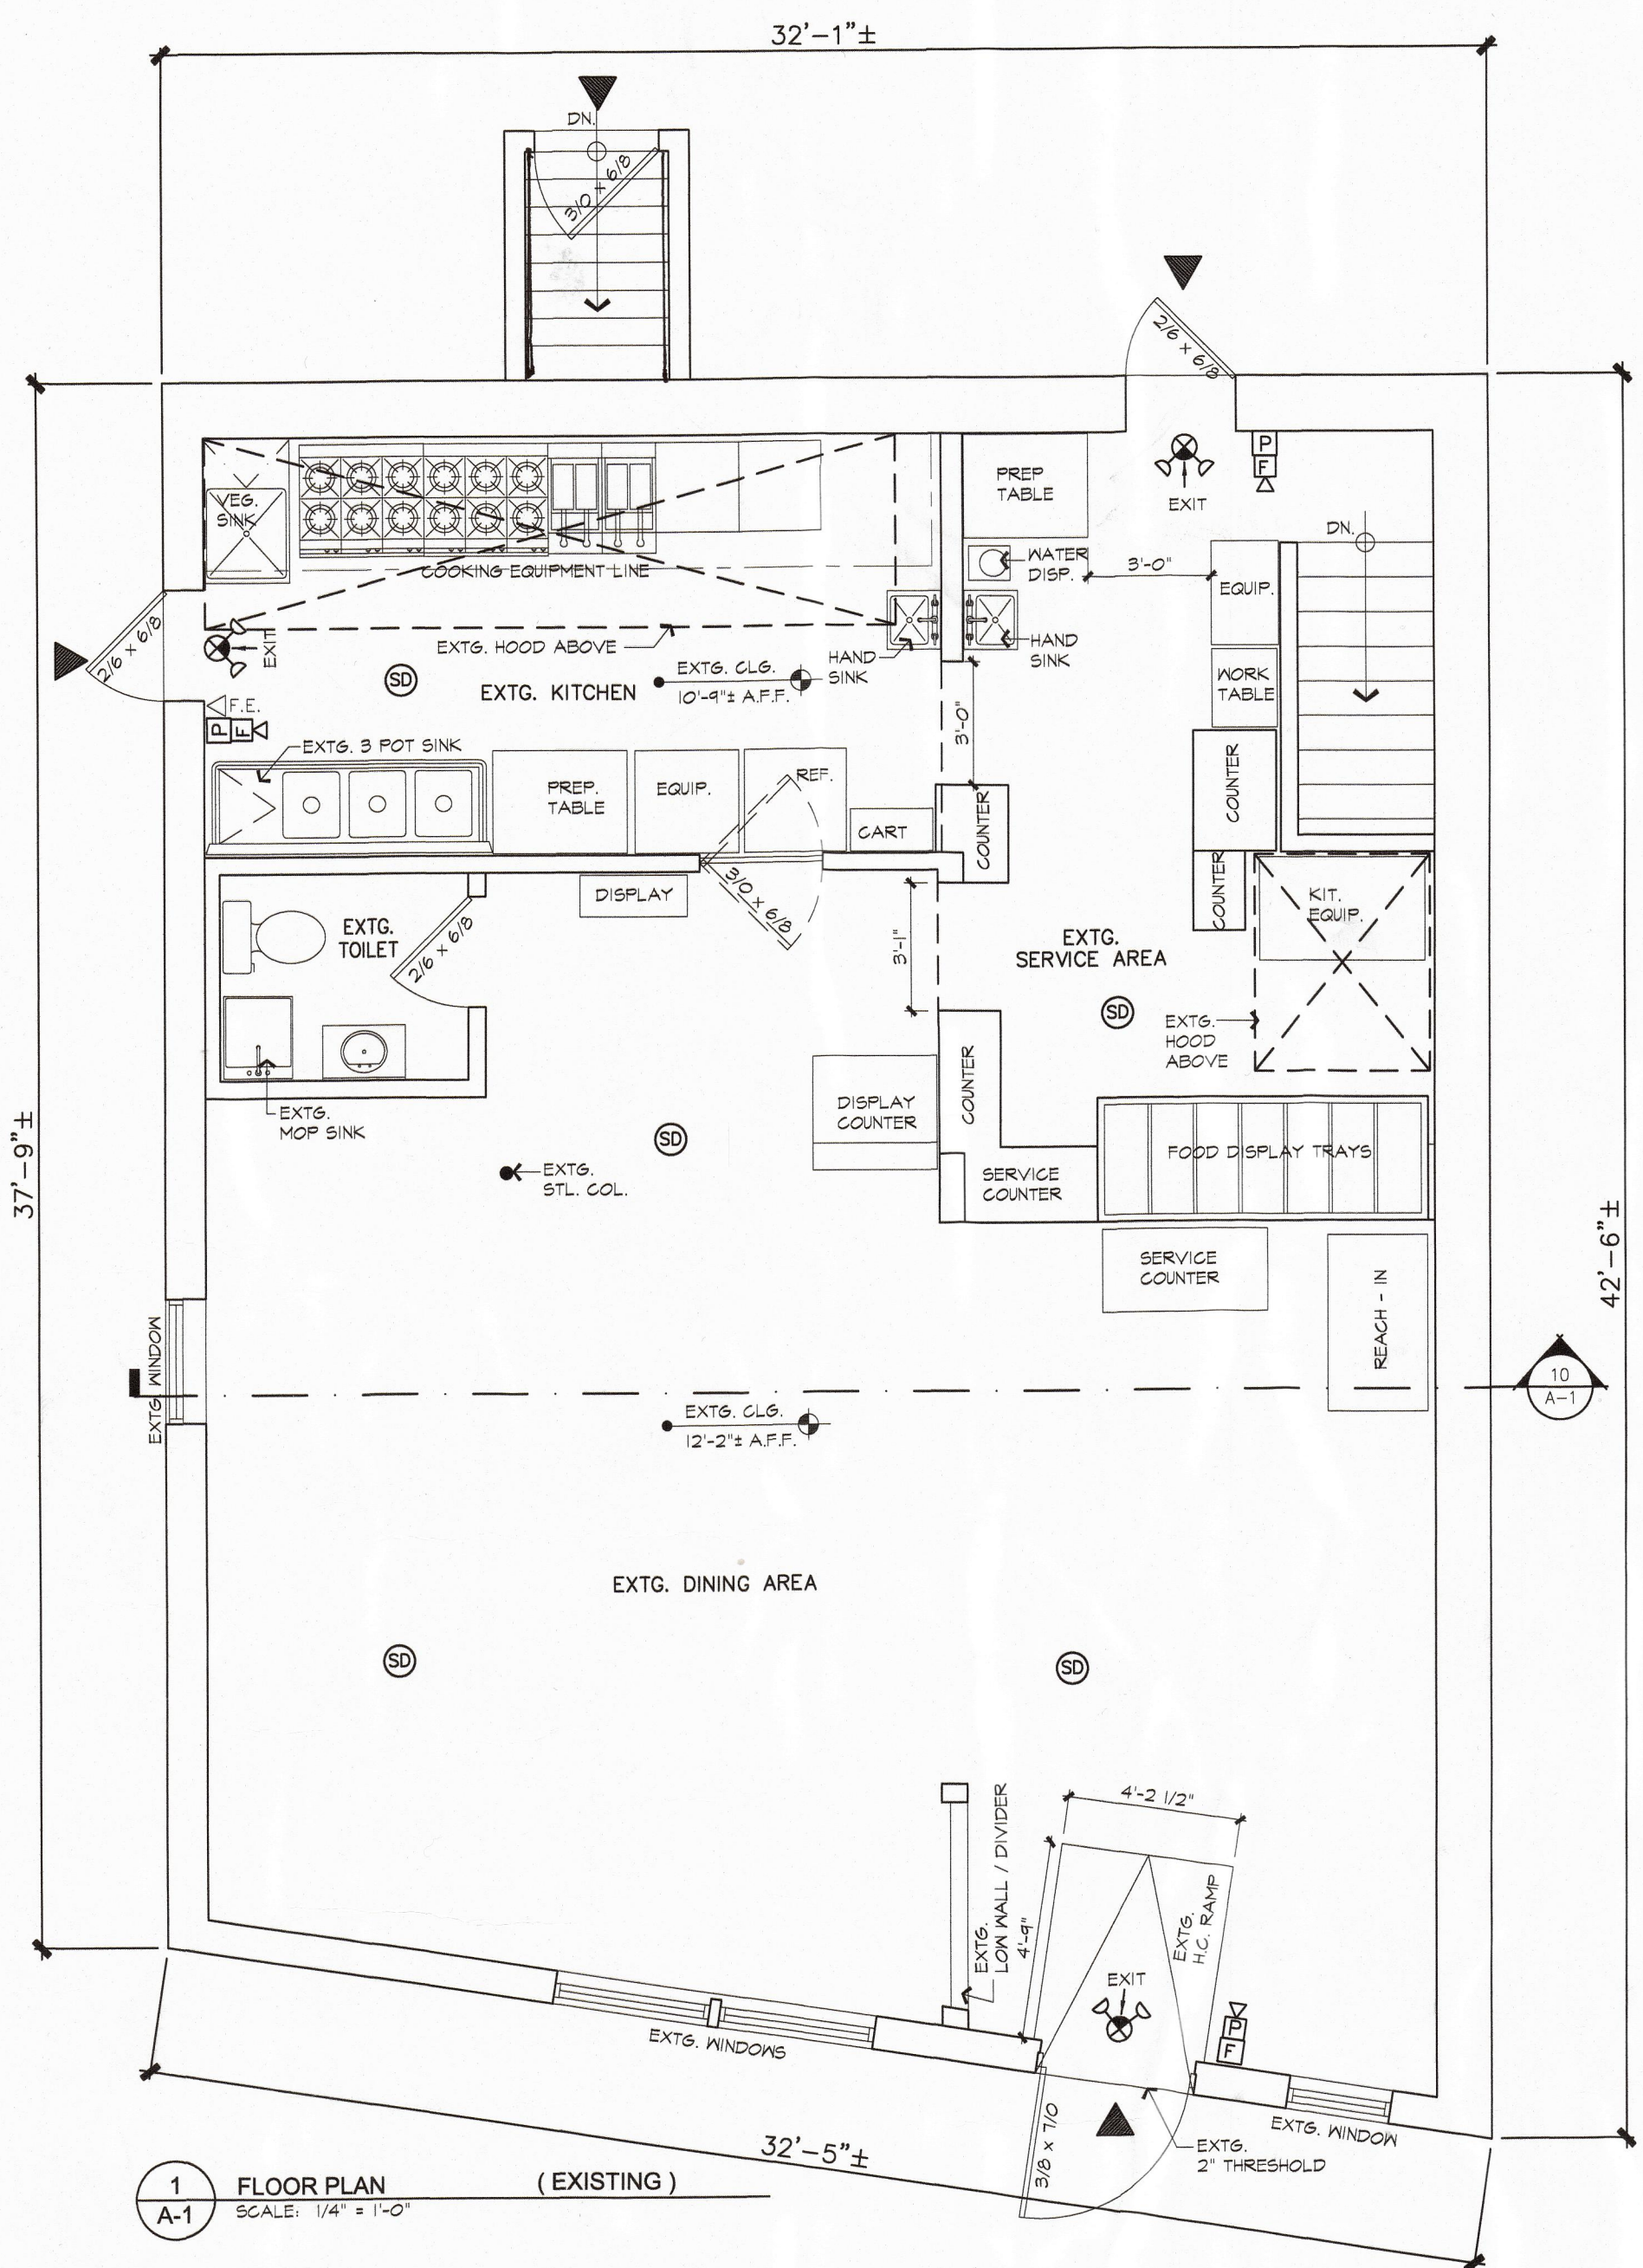 32'-1"±
DN.
3/0 x 6/8
2/6 x 6/8
VEG.
SINK
COOKING EQUIPMENT LINE
PREP
TABLE
EXIT
P
F
WATER
DISP.
3'-0"
DN.
EQUIP.
2/6 x 6/8
EXIT
EXTG. HOOD ABOVE
HAND
SINK
HAND
SINK
SD
EXTG. KITCHEN
EXTG. CLG.
10'-9"± A.F.F.
WORK
TABLE
F.E.
P
F
3'-0"
EXTG. 3 POT SINK
PREP.
TABLE
EQUIP.
REF.
CART
COUNTER
COUNTER
3/0 x 6/8
DISPLAY
EXTG.
TOILET
2/6 x 6/8
3'-1"
COUNTER
KIT.
EQUIP.
EXTG.
SERVICE AREA
SD
EXTG.
HOOD
ABOVE
EXTG.
MOP SINK
SD
DISPLAY
COUNTER
COUNTER
FOOD DISPLAY TRAYS
37'-9"±
EXTG.
STL. COL.
SERVICE
COUNTER
SERVICE
COUNTER
REACH - IN
42'-6"±
EXTG. WINDOW
10
A-1
EXTG. CLG.
12'-2"± A.F.F.
EXTG. DINING AREA
SD
SD
4'-2 1/2"
EXTG.
LOW WALL / DIVIDER
4'-9"
EXTG.
H.C. RAMP
EXIT
P
F
EXTG. WINDOWS
3/8 x 7/0
EXTG. WINDOW
EXTG.
2" THRESHOLD
32'-5"±
1
A-1
FLOOR PLAN (EXISTING)
SCALE: 1/4" = 1'-0"